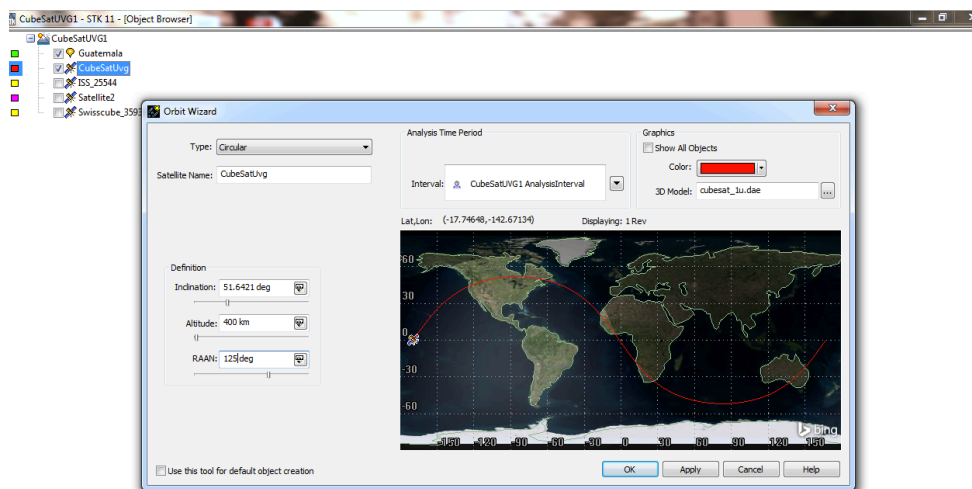 CubeSatUVG1 - STK 11 - [Object Browser]
CubeSatUVG1
Guatemala
CubeSatUvg
ISS_25544
Satellite2
Swisscube_3593
Orbit Wizard
Type: Circular
Satellite Name: CubeSatUvg
Analysis Time Period
Interval: CubeSatUVG1 AnalysisInterval
Graphics
Show All Objects
Color:
3D Model: cubesat_1u.dae
...
Lat,Lon: (-17.74648,-142.67134) Displaying: 1 Rev
Definition
Inclination: 51.6421 deg
Altitude: 400 km
RAAN: 125 deg
60
30
0
-30
-60
-150 -120 -90 -60 -30 0 30 60 90 120 150
bing
Use this tool for default object creation
OK Apply Cancel Help